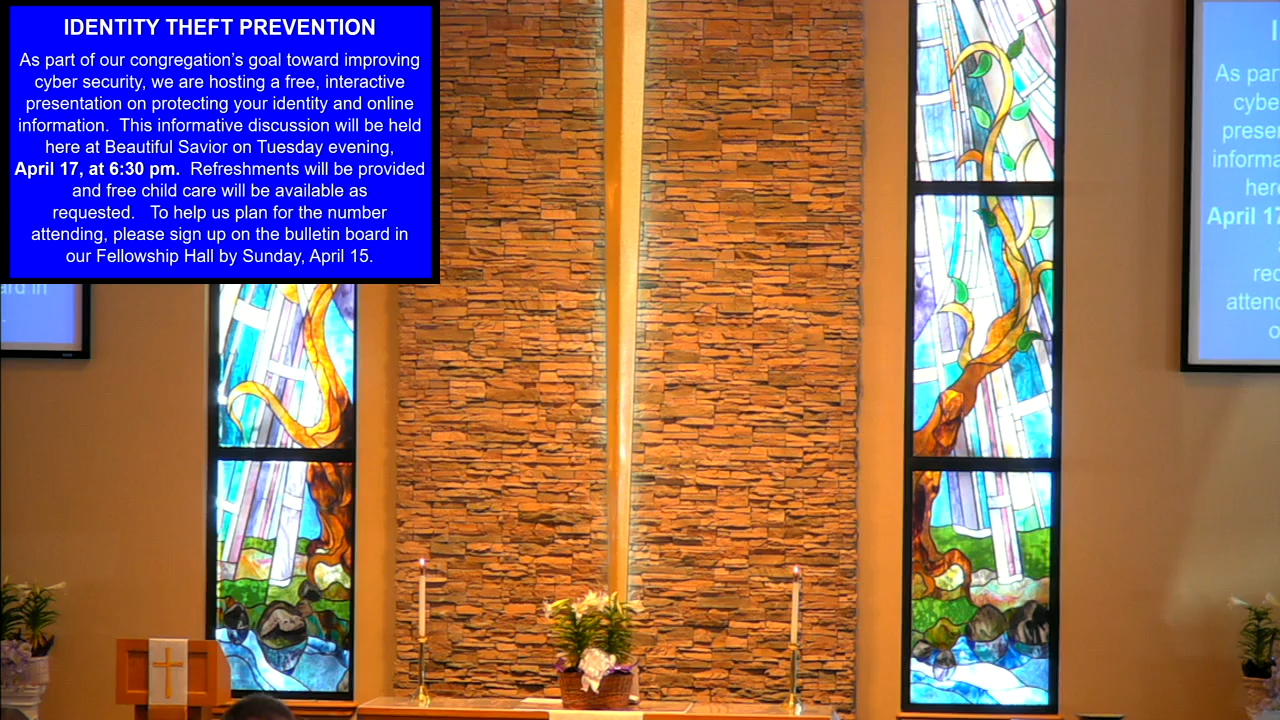 IDENTITY THEFT PREVENTION
As part of our congregation's goal toward improving
cyber security, we are hosting a free, interactive
presentation on protecting your identity and online
information.  This informative discussion will be held
here at Beautiful Savior on Tuesday evening,
April 17, at 6:30 pm.  Refreshments will be provided
and free child care will be available as
requested.   To help us plan for the number
attending, please sign up on the bulletin board in
our Fellowship Hall by Sunday, April 15.
in
As
April